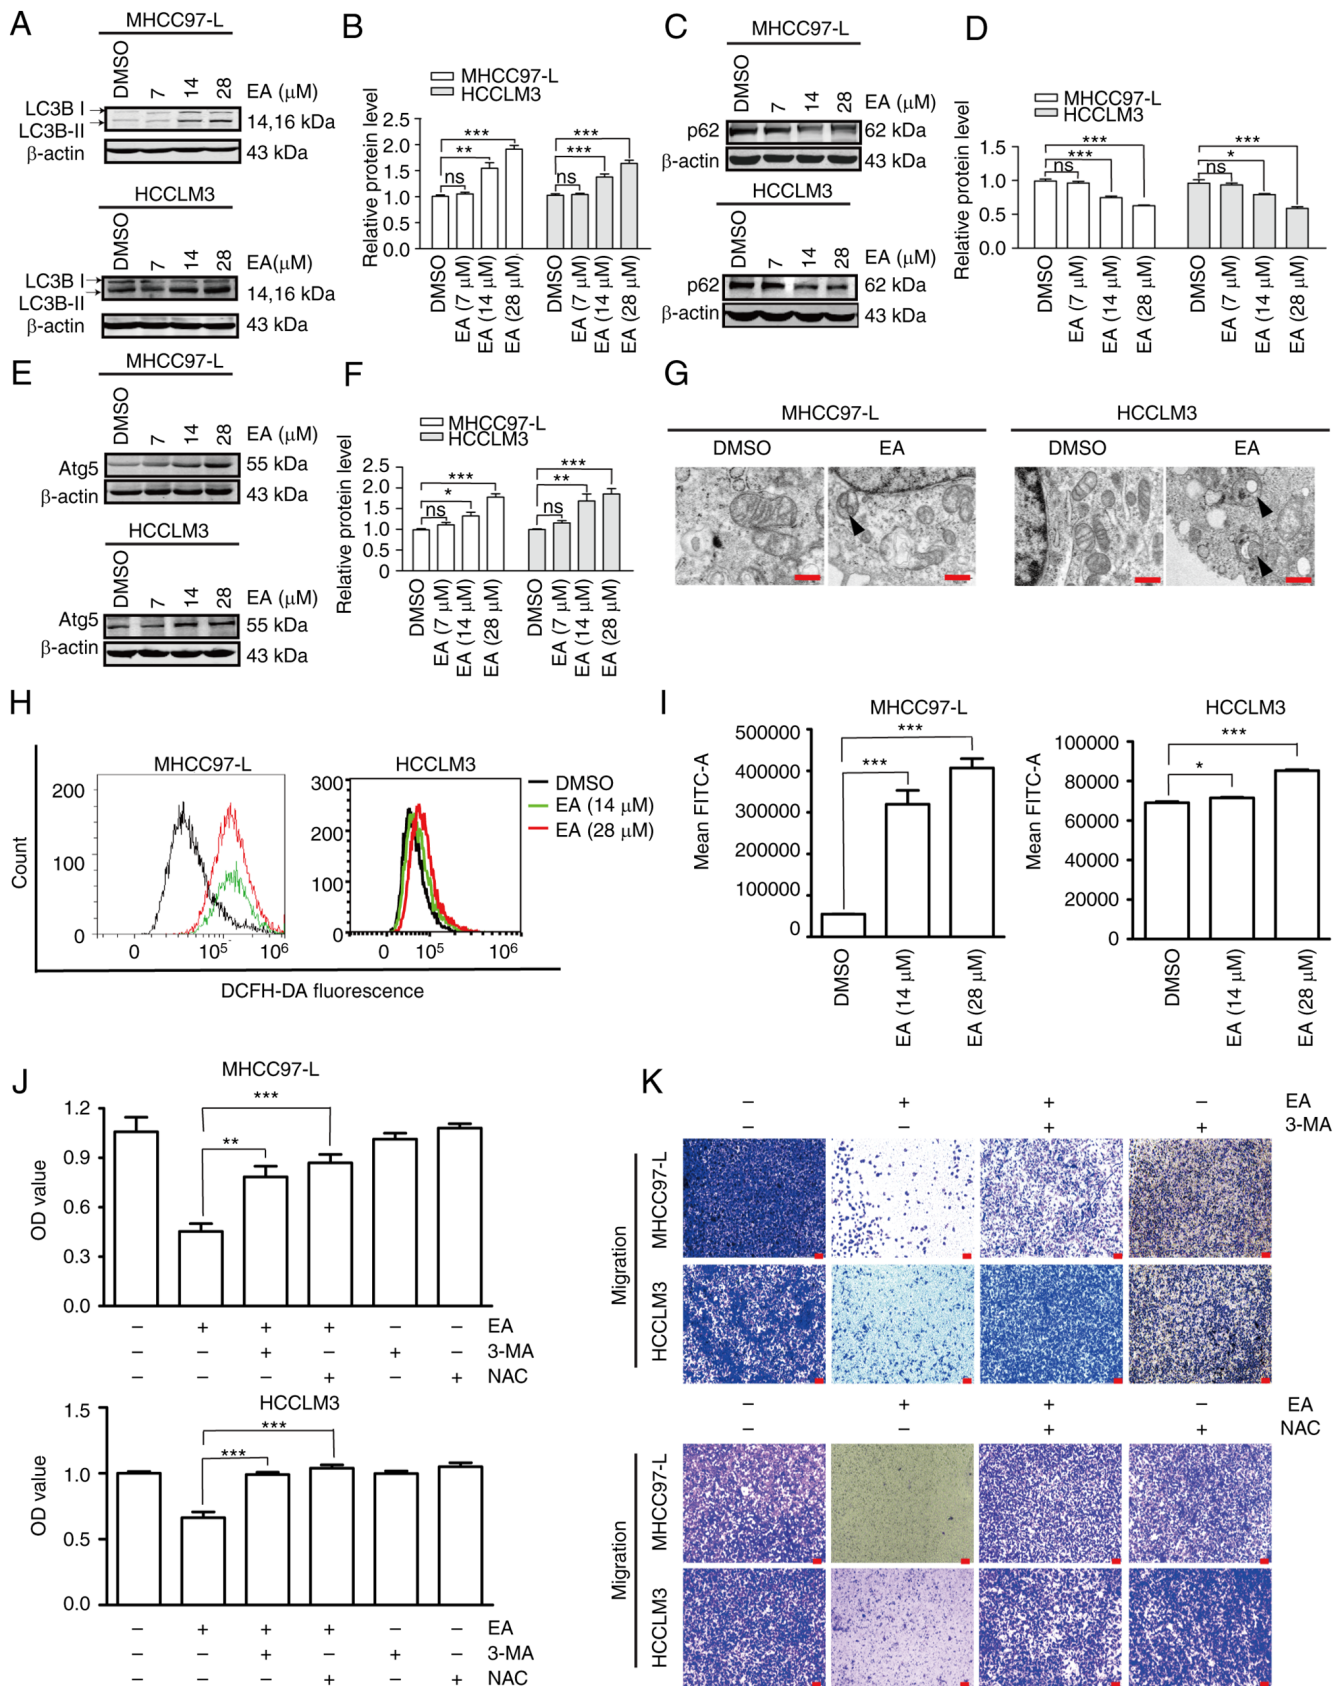 A
MHCC97-L
DMSO
7
14
28
EA (μM)
LC3B I
LC3B-II
14,16 kDa
β-actin
43 kDa
HCCLM3
DMSO
7
14
28
EA(μM)
LC3B I
LC3B-II
14,16 kDa
β-actin
43 kDa
B
MHCC97-L
HCCLM3
Relative protein level
2.5
2.0
1.5
1.0
0.5
0.0
ns
**
***
ns
***
***
DMSO
EA (7 μM)
EA (14 μM)
EA (28 μM)
DMSO
EA (7 μM)
EA (14 μM)
EA (28 μM)
C
MHCC97-L
DMSO
7
14
28
EA (μM)
p62
62 kDa
β-actin
43 kDa
HCCLM3
DMSO
7
14
28
EA (μM)
p62
62 kDa
β-actin
43 kDa
D
MHCC97-L
HCCLM3
Relative protein level
1.5
1.0
0.5
0.0
ns
***
***
ns
*
***
DMSO
EA (7 μM)
EA (14 μM)
EA (28 μM)
DMSO
EA (7 μM)
EA (14 μM)
EA (28 μM)
E
MHCC97-L
DMSO
7
14
28
EA (μM)
Atg5
55 kDa
β-actin
43 kDa
HCCLM3
DMSO
7
14
28
EA (μM)
Atg5
55 kDa
β-actin
43 kDa
F
MHCC97-L
HCCLM3
Relative protein level
2.5
2.0
1.5
1.0
0.5
0
ns
*
***
ns
**
***
DMSO
EA (7 μM)
EA (14 μM)
EA (28 μM)
DMSO
EA (7 μM)
EA (14 μM)
EA (28 μM)
G
MHCC97-L
HCCLM3
DMSO
EA
DMSO
EA
H
MHCC97-L
HCCLM3
Count
200
100
0
0
10⁵
10⁶
300
200
100
0
0
10⁵
10⁶
DMSO
EA (14 μM)
EA (28 μM)
DCFH-DA fluorescence
I
MHCC97-L
Mean FITC-A
500000
400000
300000
200000
100000
0
***
***
DMSO
EA (14 μM)
EA (28 μM)
HCCLM3
Mean FITC-A
100000
80000
60000
40000
20000
0
*
***
DMSO
EA (14 μM)
EA (28 μM)
J
MHCC97-L
OD value
1.2
0.9
0.6
0.3
0.0
***
**
– + + + – – EA
– – + – + – 3-MA
– – – + – + NAC
HCCLM3
OD value
1.5
1.0
0.5
0.0
***
***
– + + + – – EA
– – + – + – 3-MA
– – – + – + NAC
K
– + + – EA
– – + + 3-MA
Migration
MHCC97-L
HCCLM3
– + + – EA
– – + + NAC
Migration
MHCC97-L
HCCLM3